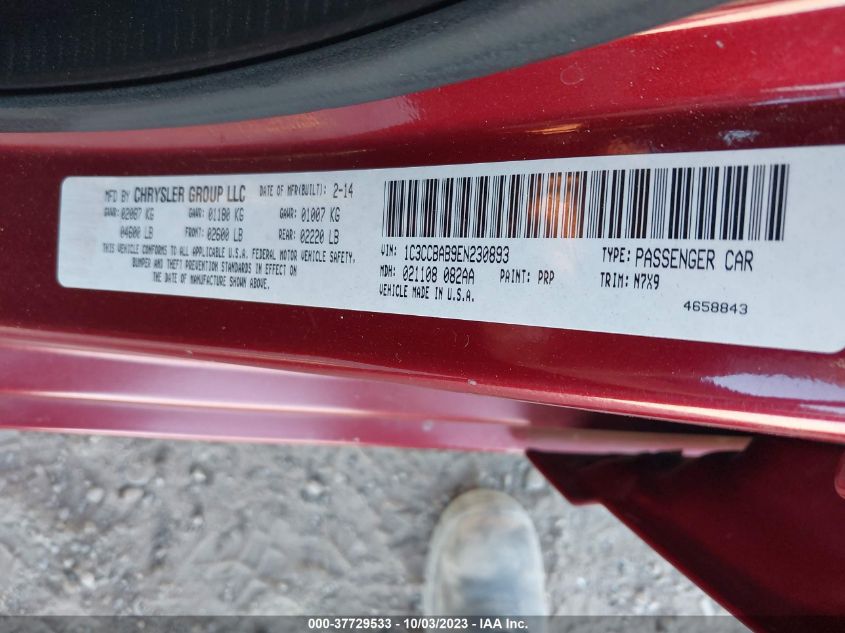 MFD BY CHRYSLER GROUP LLC DATE OF MFR(BUILT): 2-14
GVWR: 02087 KG GAWR: 01180 KG GAWR: 01007 KG
04600 LB FRONT: 02600 LB REAR: 02220 LB
THIS VEHICLE CONFORMS TO ALL APPLICABLE U.S.A. FEDERAL MOTOR VEHICLE SAFETY,
BUMPER AND THEFT PREVENTION STANDARDS IN EFFECT ON
THE DATE OF MANUFACTURE SHOWN ABOVE.
VIN: 1C3CCBAB9EN230893 TYPE: PASSENGER CAR
MDH: 021108 082AA PAINT: PRP TRIM: N7X9
VEHICLE MADE IN U.S.A.
4658843
000-37729533 - 10/03/2023 - IAA Inc.